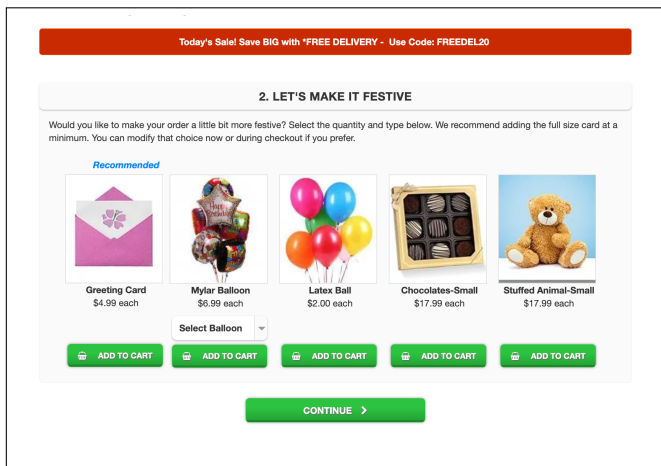 Today's Sale! Save BIG with *FREE DELIVERY - Use Code: FREEDEL20
2. LET'S MAKE IT FESTIVE
Would you like to make your order a little bit more festive? Select the quantity and type below. We recommend adding the full size card at a
minimum. You can modify that choice now or during checkout if you prefer.
Recommended
Happy Birthday
Greeting Card
$4.99 each
Mylar Balloon
$6.99 each
Latex Ball
$2.00 each
Chocolates-Small
$17.99 each
Stuffed Animal-Small
$17.99 each
Select Balloon
ADD TO CART
ADD TO CART
ADD TO CART
ADD TO CART
ADD TO CART
CONTINUE